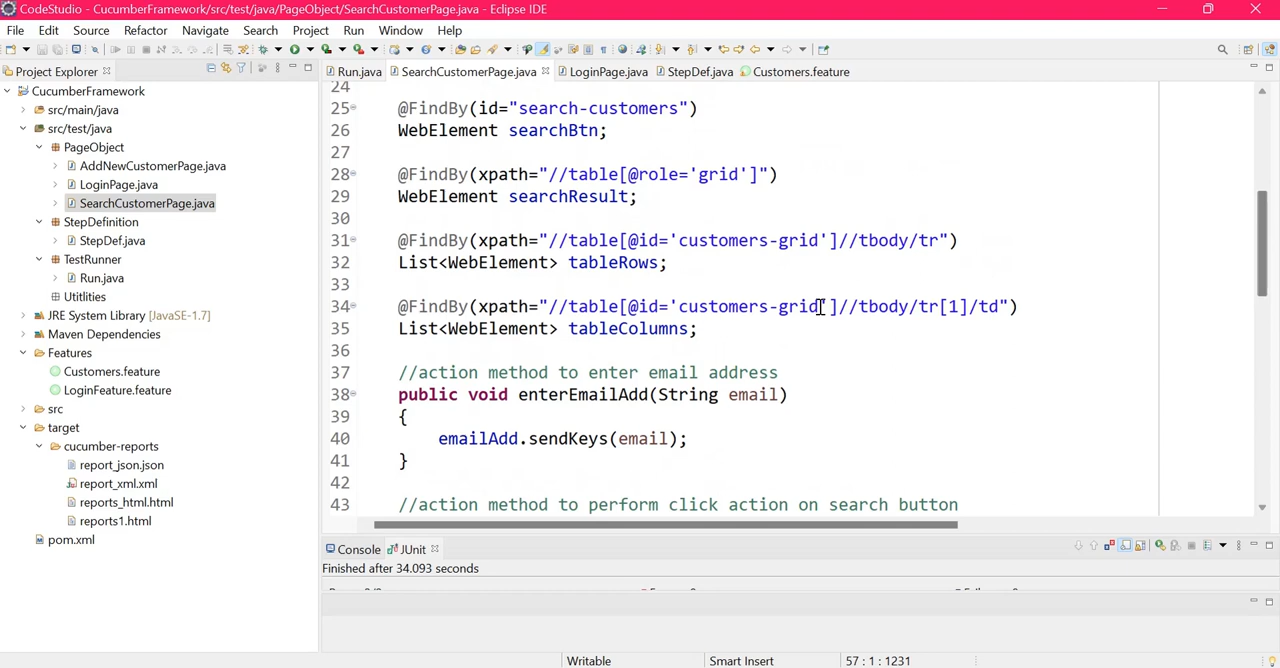 CodeStudio - CucumberFramework/src/test/java/PageObject/SearchCustomerPage.java - Eclipse IDE
File Edit Source Refactor Navigate Search Project Run Window Help
Project Explorer
CucumberFramework
src/main/java
src/test/java
PageObject
AddNewCustomerPage.java
LoginPage.java
SearchCustomerPage.java
StepDefinition
StepDef.java
TestRunner
Run.java
Utitlities
JRE System Library [JavaSE-1.7]
Maven Dependencies
Features
Customers.feature
LoginFeature.feature
src
target
cucumber-reports
report_json.json
report_xml.xml
reports_html.html
reports1.html
pom.xml
Run.java SearchCustomerPage.java LoginPage.java StepDef.java Customers.feature
24
25 @FindBy(id="search-customers")
26 WebElement searchBtn;
27
28 @FindBy(xpath="//table[@role='grid']")
29 WebElement searchResult;
30
31 @FindBy(xpath="//table[@id='customers-grid']//tbody/tr")
32 List<WebElement> tableRows;
33
34 @FindBy(xpath="//table[@id='customers-grid']//tbody/tr[1]/td")
35 List<WebElement> tableColumns;
36
37 //action method to enter email address
38 public void enterEmailAdd(String email)
39 {
40 emailAdd.sendKeys(email);
41 }
42
43 //action method to perform click action on search button
Console JUnit
Finished after 34.093 seconds
Writable Smart Insert 57 : 1 : 1231